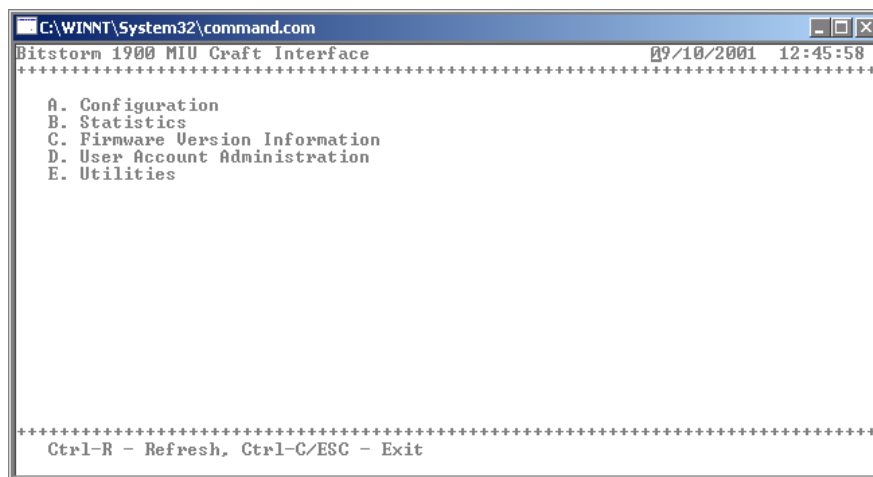 C:\WINNT\System32\command.com
Bitstorm 1900 MIU Craft Interface 09/10/2001 12:45:58
++++++++++++++++++++++++++++++++++++++++++++++++++++++++++++++++++++++++++++++++
A. Configuration
B. Statistics
C. Firmware Version Information
D. User Account Administration
E. Utilities
++++++++++++++++++++++++++++++++++++++++++++++++++++++++++++++++++++++++++++++++
Ctrl-R - Refresh, Ctrl-C/ESC - Exit